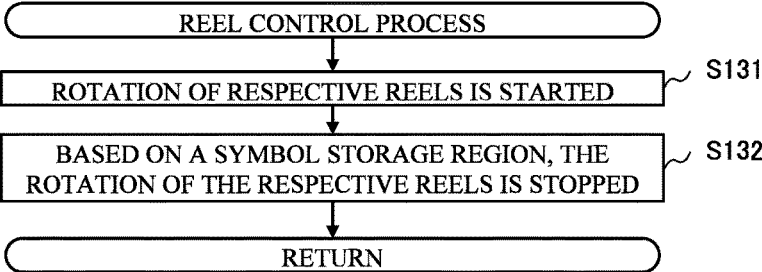 REEL CONTROL PROCESS
ROTATION OF RESPECTIVE REELS IS STARTED
S131
BASED ON A SYMBOL STORAGE REGION, THE
ROTATION OF THE RESPECTIVE REELS IS STOPPED
S132
RETURN